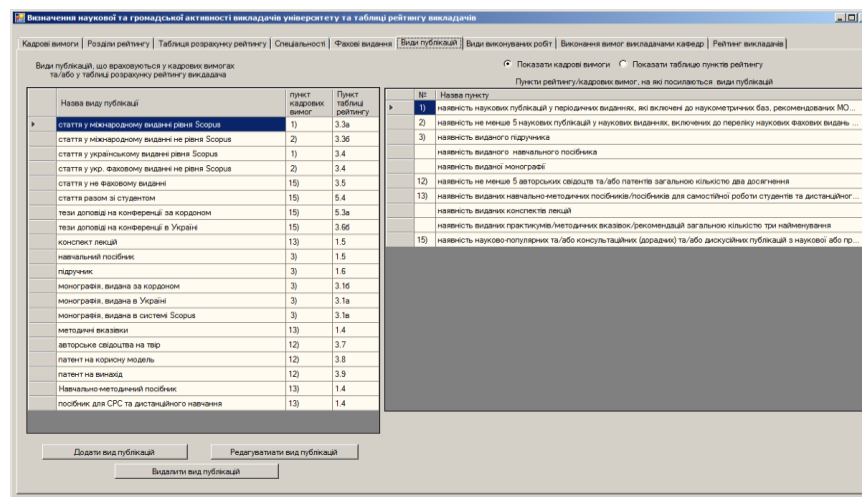 Визначення наукової та громадської активності викладачів університету та таблиці рейтингу викладачів
Кадрові вимоги Розділи рейтингу Таблиця розрахунку рейтингу Спеціальності Фахові видання Види публікацій Види виконуваних робіт Виконання вимог викладачами кафедр Рейтинг викладачів
Види публікацій, що враховуються у кадрових вимогах
та/або у таблиці розрахунку рейтингу викдадача
Показати кадрові вимоги Показати таблицю пунктів рейтингу
Пункти рейтингу/кадрових вимог, на які посилаються види публікацій
Назва виду публікації пункт кадрових вимог Пункт таблиці рейтингу
стаття у міжнародному виданні рівня Scopus 1) 3.3а
стаття у міжнародному виданні не рівня Scopus 2) 3.3б
стаття у українському виданні рівня Scopus 1) 3.4
стаття у укр. фаховому виданні не рівня Scopus 2) 3.4
стаття у не фаховому виданні 15) 3.5
стаття разом зі студентом 15) 5.4
тези доповіді на конференції за кордоном 15) 5.3а
тези доповіді на конференції в Україні 15) 3.6б
конспект лекцій 13) 1.5
навчальний посібник 3) 1.5
підручник 3) 1.6
монографія, видана за кордоном 3) 3.1б
монографія, видана в Україні 3) 3.1а
монографія, видана в системі Scopus 3) 3.1в
методичні вказівки 13) 1.4
авторське свідоцтва на твір 12) 3.7
патент на корисну модель 12) 3.8
патент на винахід 12) 3.9
Навчально-методичний посібник 13) 1.4
посібник для СРС та дистанційного навчання 13) 1.4
№ Назва пункту
1) наявність наукових публікацій у періодичних виданнях, які включені до наукометричних баз, рекомендованих МО...
2) наявність не менше 5 наукових публікацій у наукових виданнях, включених до переліку наукових фахових видань ...
3) наявність виданого підручника
наявність виданого навчального посібника
наявність виданої монографії
12) наявність не менше 5 авторських свідоцтв та/або патентів загальною кількістю два досягнення
13) наявність виданих навчально-методичних посібників/посібників для самостійної роботи студентів та дистанційног...
наявність виданих конспектів лекцій
наявність виданих практикумів/методичних вказівок/рекомендацій загальною кількістю три найменування
15) наявність науково-популярних та/або консультаційних (дорадчих) та/або дискусійних публікацій з наукової або пр...
Додати вид публікацій Редагуватиати вид публікацій
Видалити вид публікацій